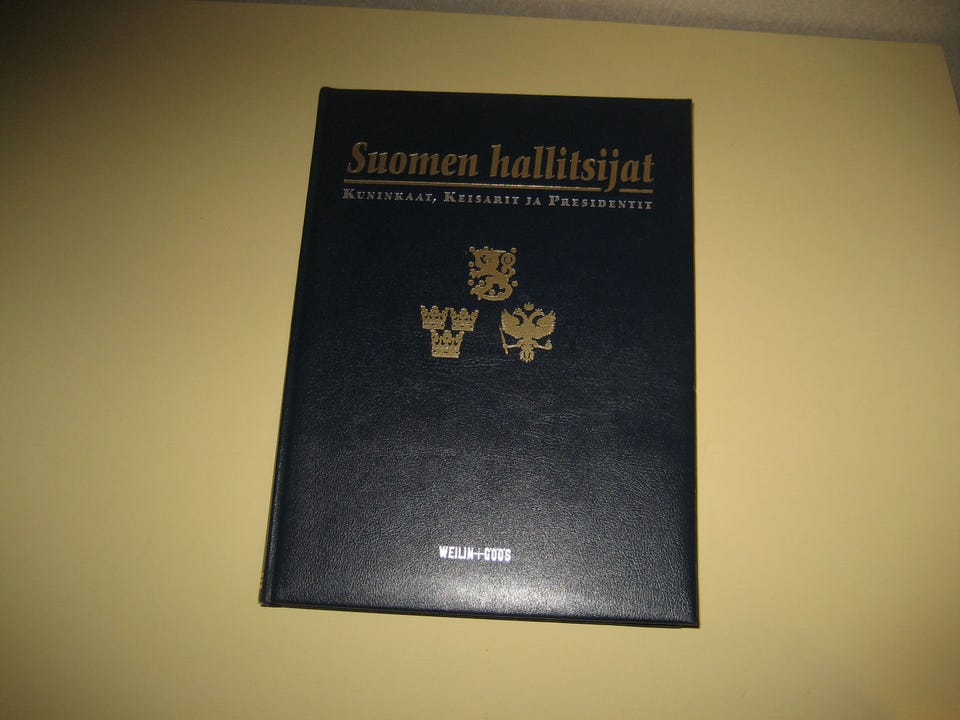 Suomen hallitsijat
Kuninkaat, Keisarit ja Presidentit
WEILIN+GÖÖS